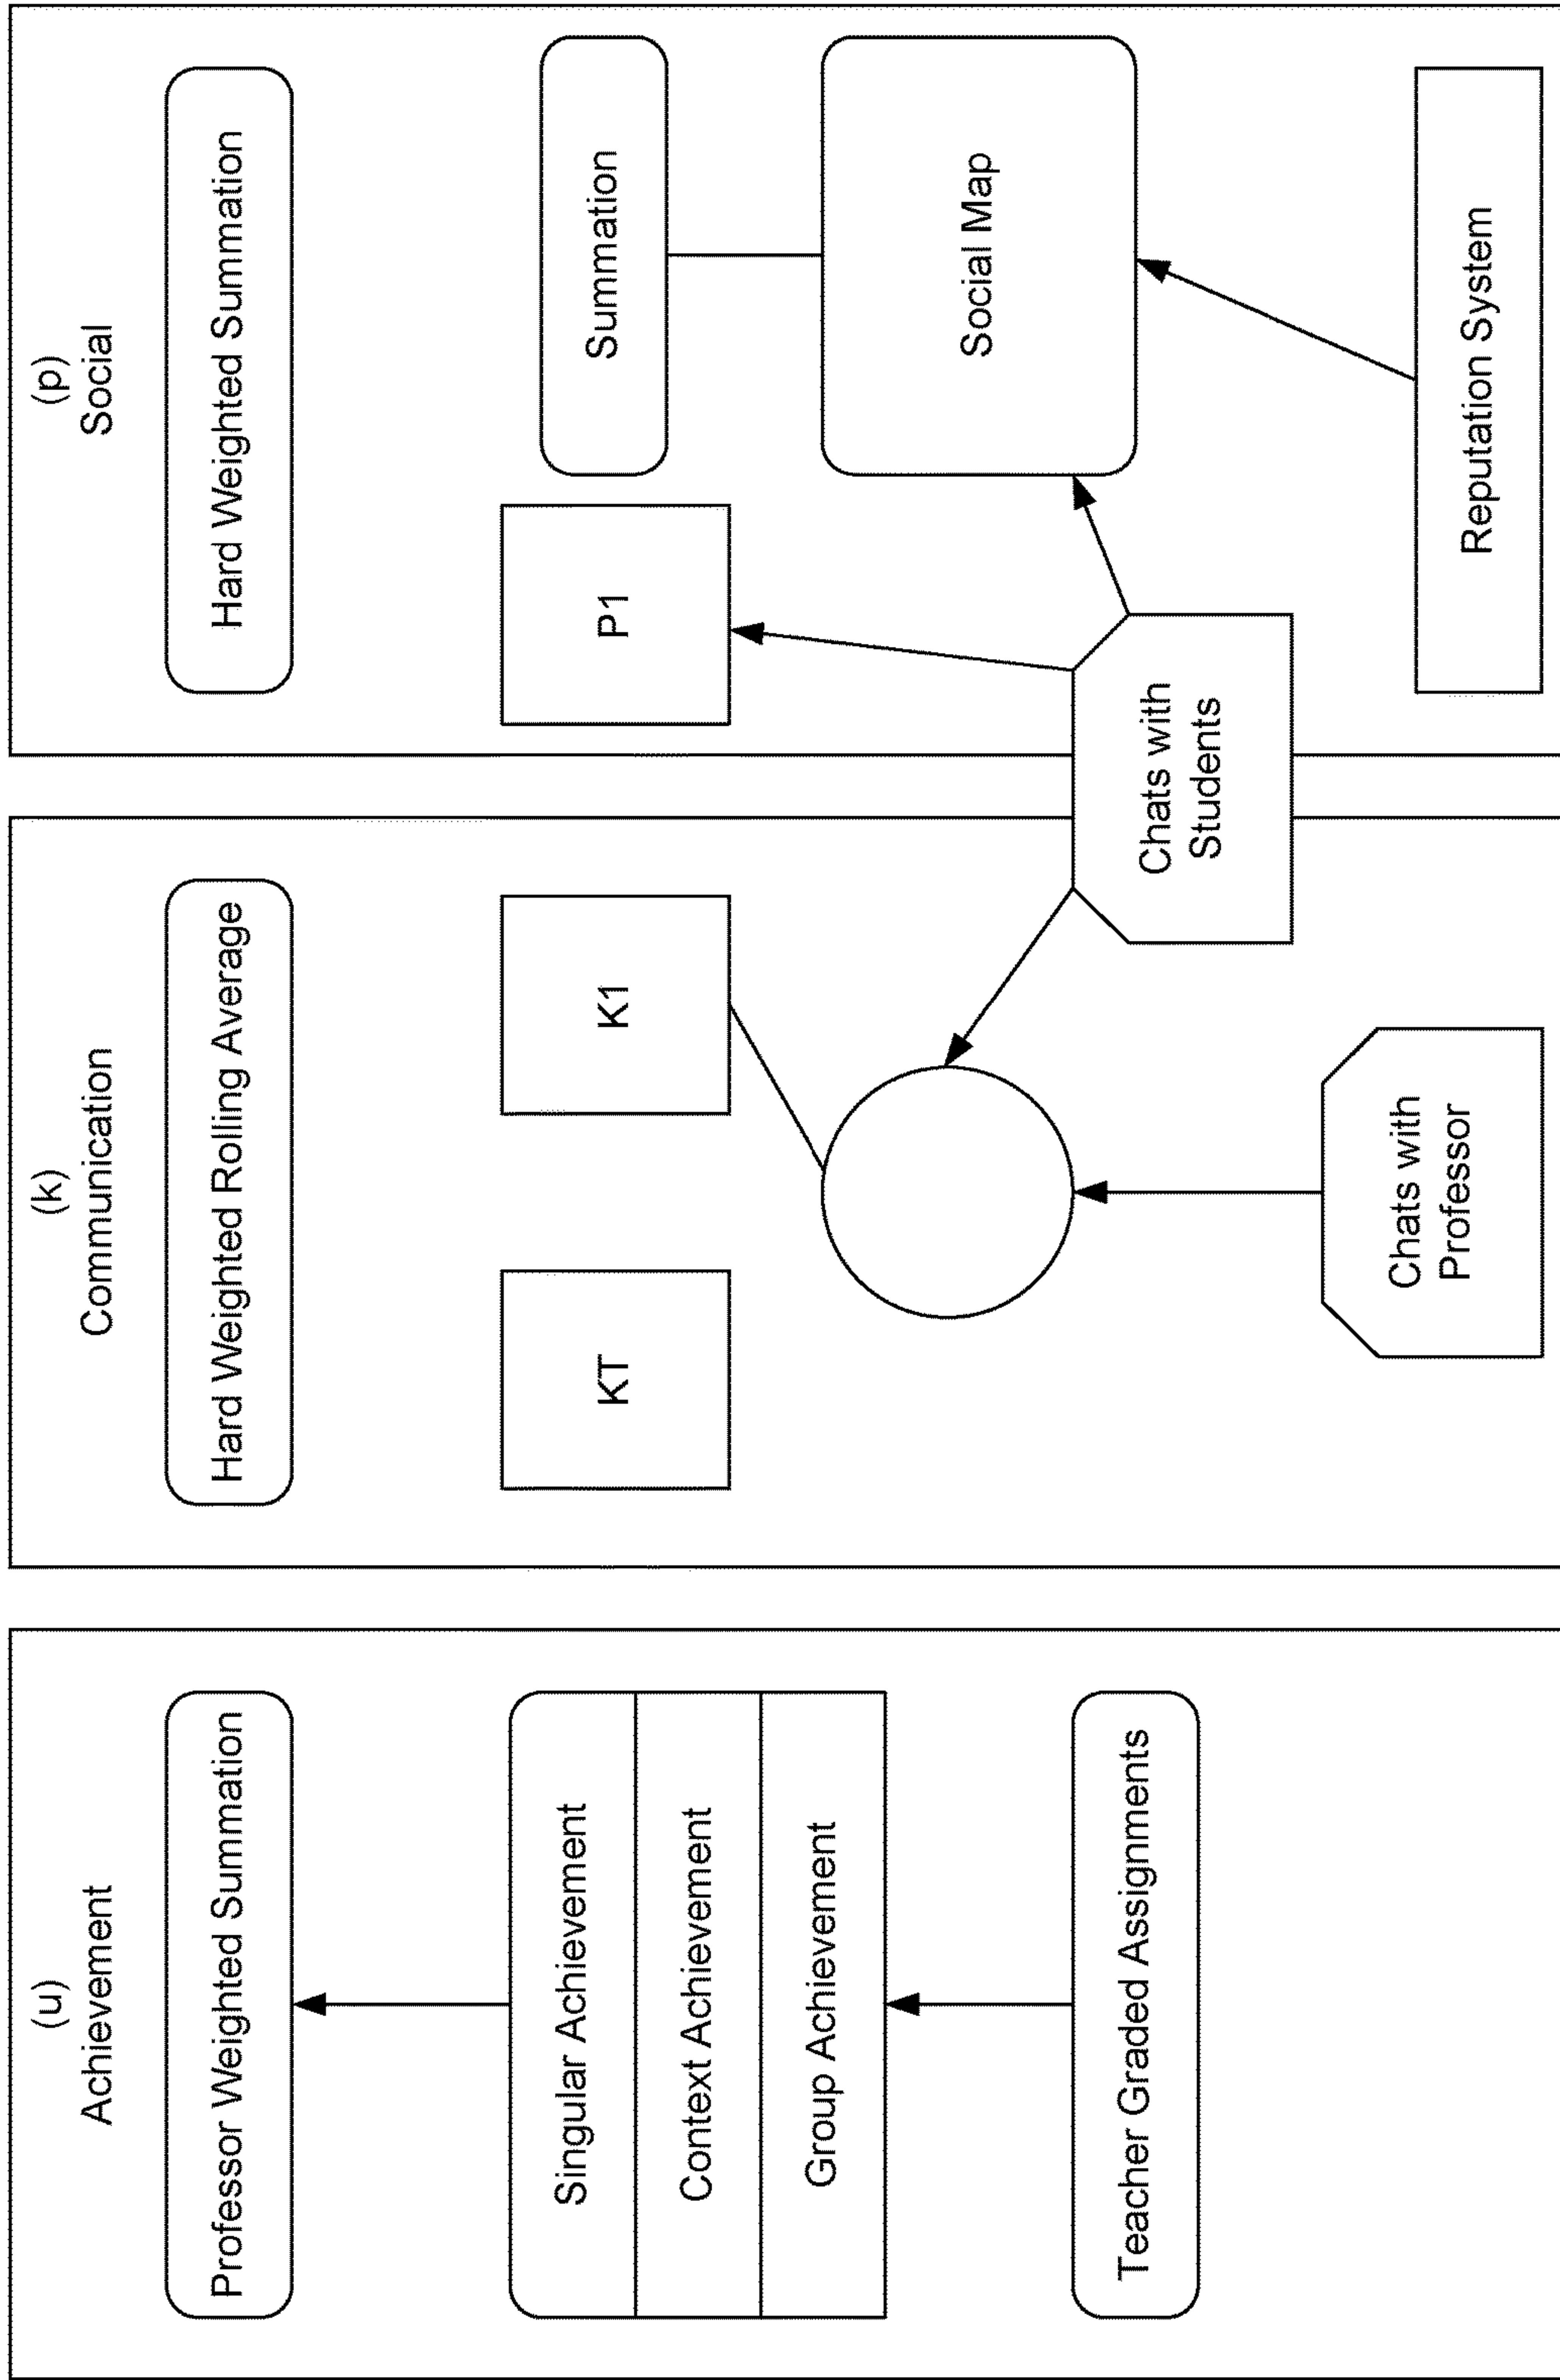 (u)
Achievement
Professor Weighted Summation
Singular Achievement
Context Achievement
Group Achievement
Teacher Graded Assignments
(k)
Communication
Hard Weighted Rolling Average
KT
K1
Chats with
Professor
Chats with
Students
(p)
Social
Hard Weighted Summation
P1
Summation
Social Map
Reputation System